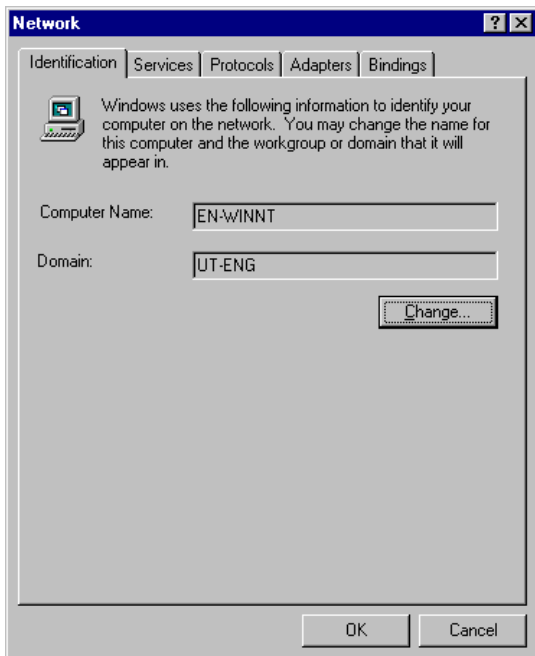 Network
Identification Services Protocols Adapters Bindings
Windows uses the following information to identify your
computer on the network. You may change the name for
this computer and the workgroup or domain that it will
appear in.
Computer Name: EN-WINNT
Domain: UT-ENG
Change...
OK Cancel